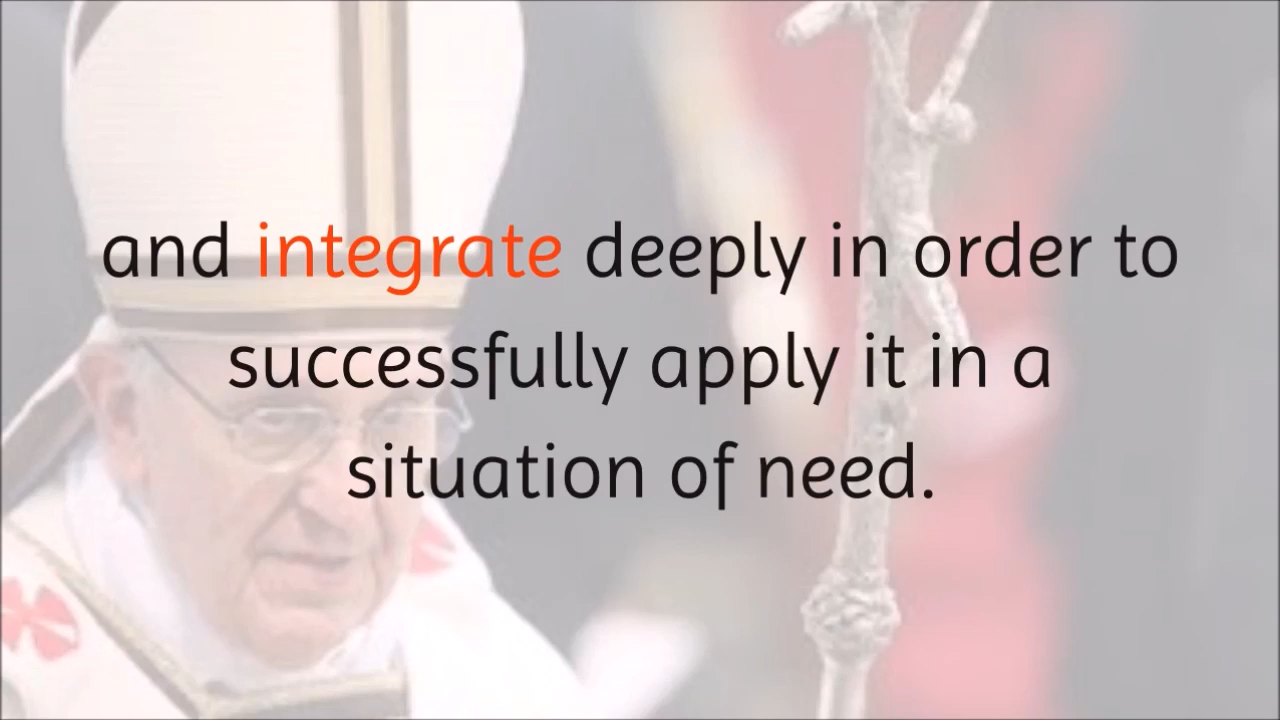 and integrate deeply in order to
successfully apply it in a
situation of need.